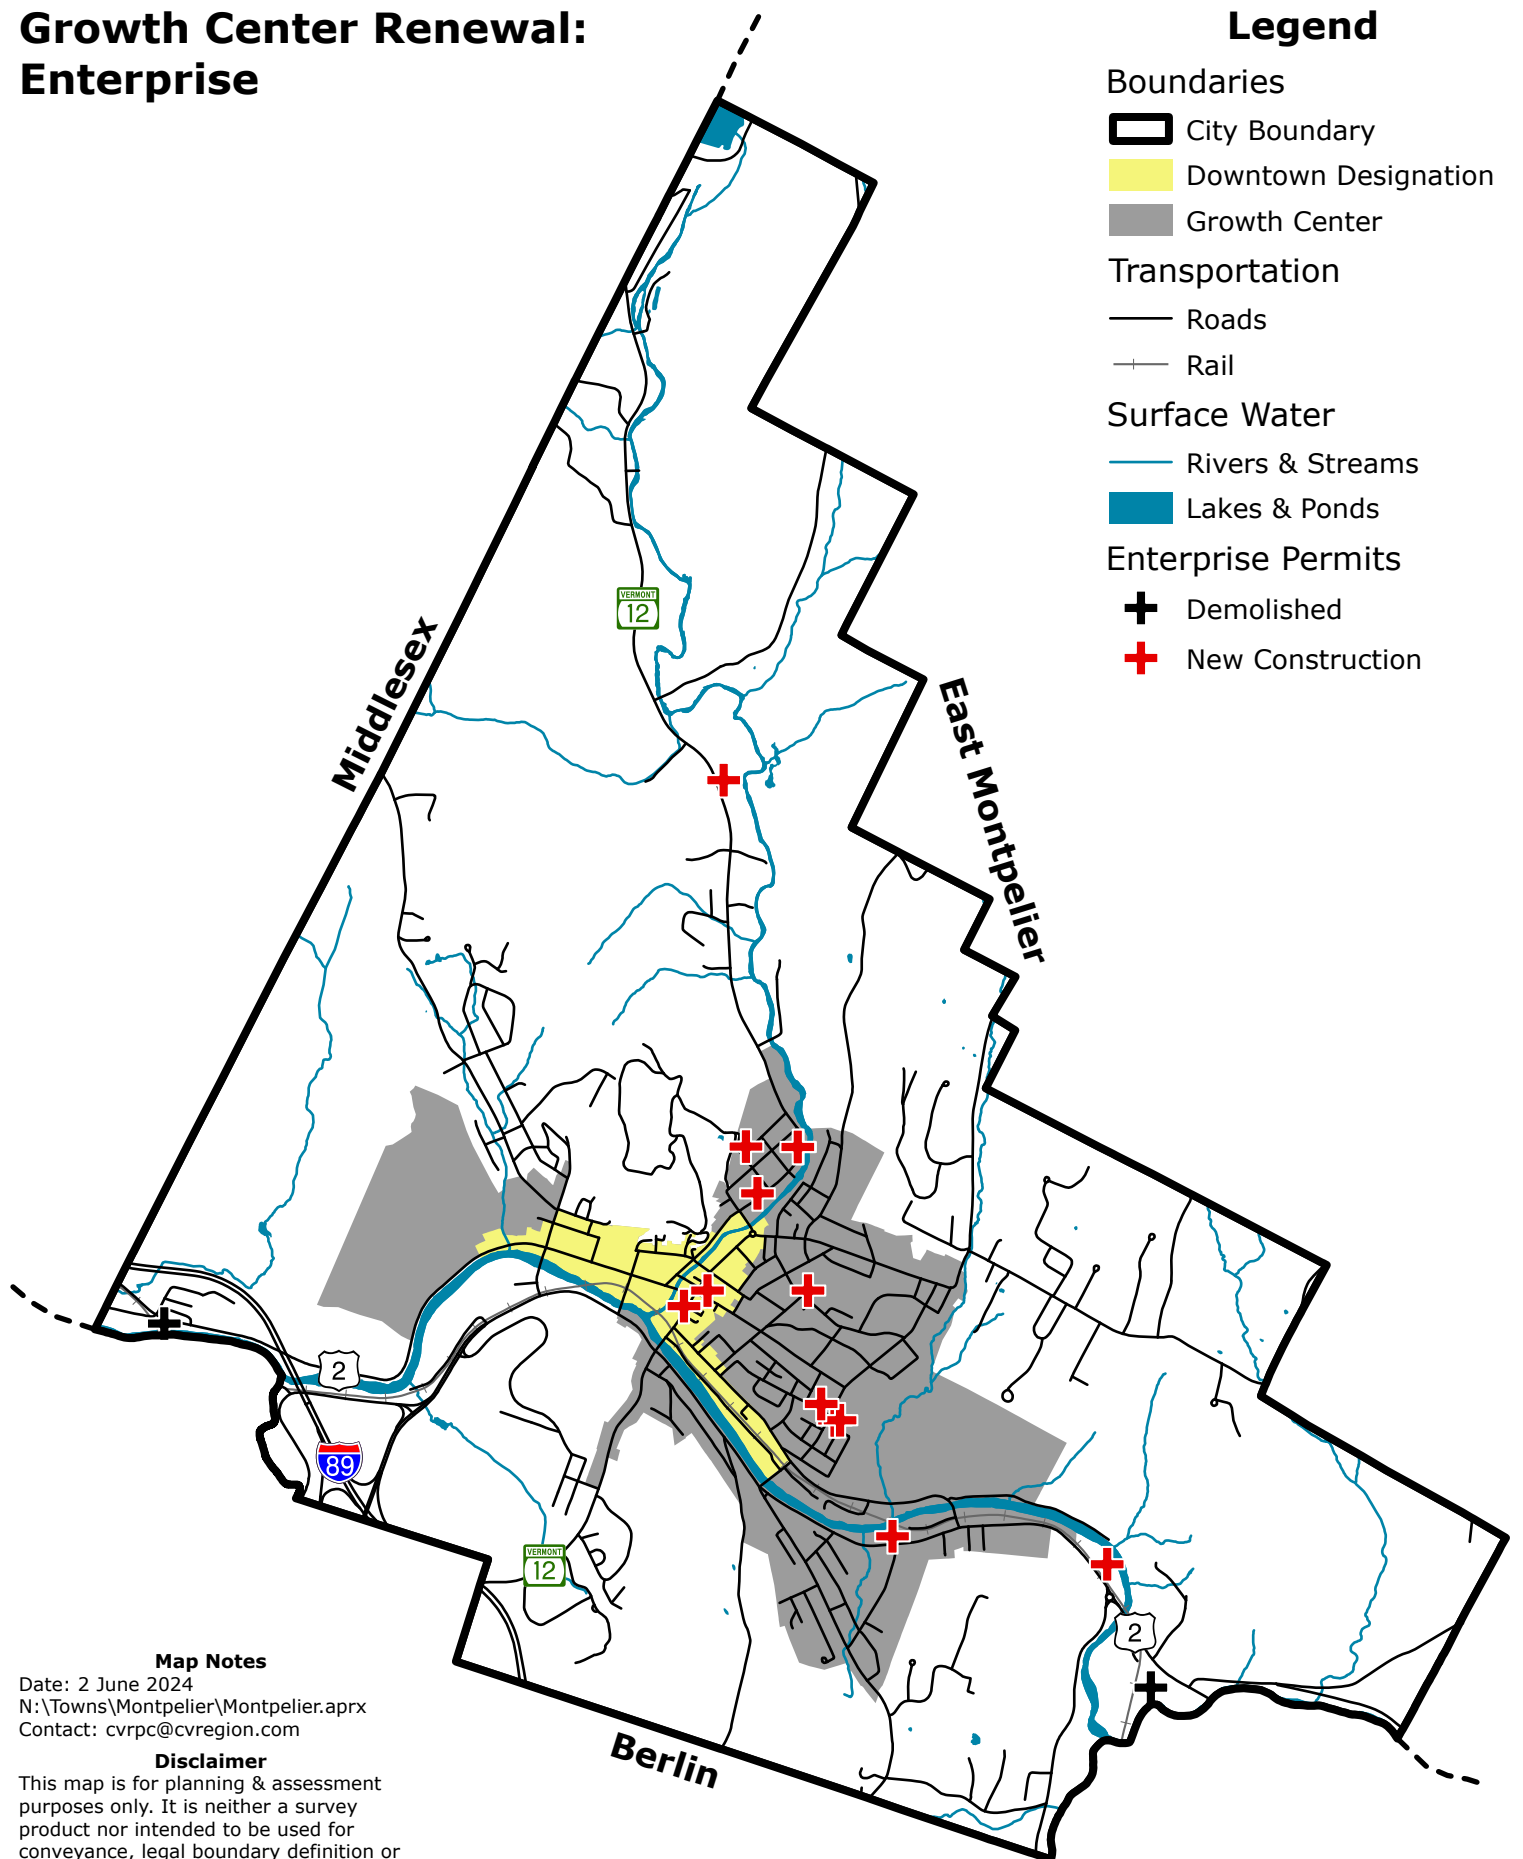 Growth Center Renewal:
Enterprise
Legend
Boundaries
City Boundary
Downtown Designation
Growth Center
Transportation
Roads
Rail
Surface Water
Rivers & Streams
Lakes & Ponds
Enterprise Permits
Demolished
New Construction
VERMONT
12
Middlesex
East Montpelier
2
89
VERMONT
12
2
Berlin
Map Notes
Date: 2 June 2024
N:\Towns\Montpelier\Montpelier.aprx
Contact: cvrpc@cvregion.com
Disclaimer
This map is for planning & assessment
purposes only. It is neither a survey
product nor intended to be used for
conveyance, legal boundary definition or